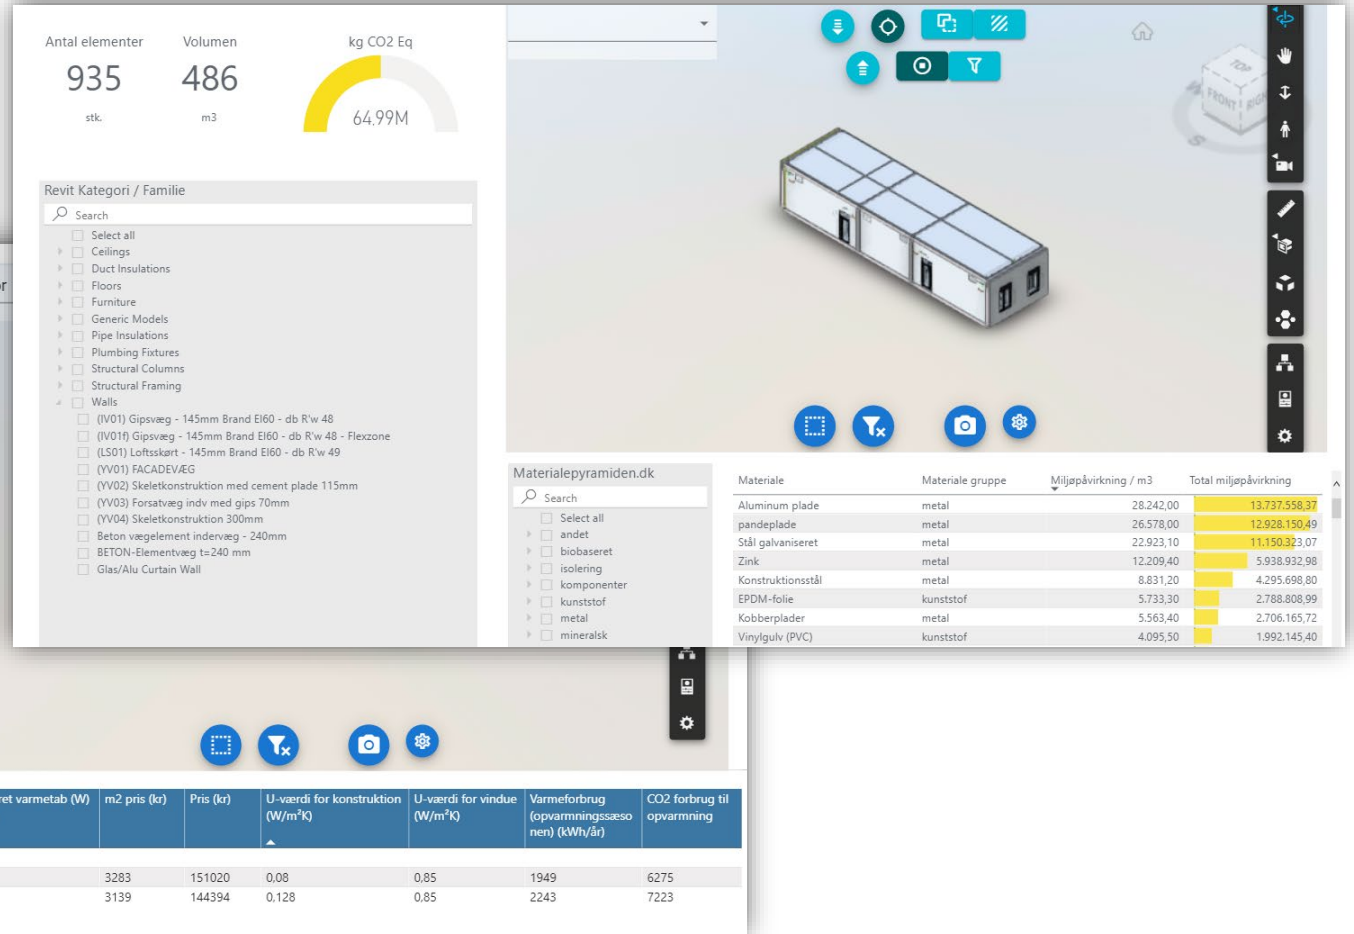 Antal elementer
935
stk.
Volumen
486
m3
kg CO2 Eq
64,99M
Revit Kategori / Familie
Search
Select all
Ceilings
Duct Insulations
Floors
Furniture
Generic Models
Pipe Insulations
Plumbing Fixtures
Structural Columns
Structural Framing
Walls
(IV01) Gipsvæg - 145mm Brand EI60 - db R'w 48
(IV01f) Gipsvæg - 145mm Brand EI60 - db R'w 48 - Flexzone
(LS01) Loftsskørt - 145mm Brand EI60 - db R'w 49
(YV01) FACADEVÆG
(YV02) Skeletkonstruktion med cement plade 115mm
(YV03) Forsatvæg indv med gips 70mm
(YV04) Skeletkonstruktion 300mm
Beton vægelement indervæg - 240mm
BETON-Elementvæg t=240 mm
Glas/Alu Curtain Wall
TOP
FRONT
RIGH
S
Materialepyramiden.dk
Search
Select all
andet
biobaseret
isolering
komponenter
kunststof
metal
mineralsk
Materiale Materiale gruppe Miljøpåvirkning / m3 Total miljøpåvirkning
Aluminum plade metal 28.242,00 13.737.558,37
pandeplade metal 26.578,00 12.928.150,49
Stål galvaniseret metal 22.923,10 11.150.323,07
Zink metal 12.209,40 5.938.932,98
Konstruktionsstål metal 8.831,20 4.295.698,80
EPDM-folie kunststof 5.733,30 2.788.808,99
Kobberplader metal 5.563,40 2.706.165,72
Vinylgulv (PVC) kunststof 4.095,50 1.992.145,40
or
ret varmetab (W) m2 pris (kr) Pris (kr) U-værdi for konstruktion U-værdi for vindue Varmeforbrug CO2 forbrug til
(W/m²K) (W/m²K) (opvarmningssæso opvarmning
nen) (kWh/år)
3283 151020 0,08 0,85 1949 6275
3139 144394 0,128 0,85 2243 7223